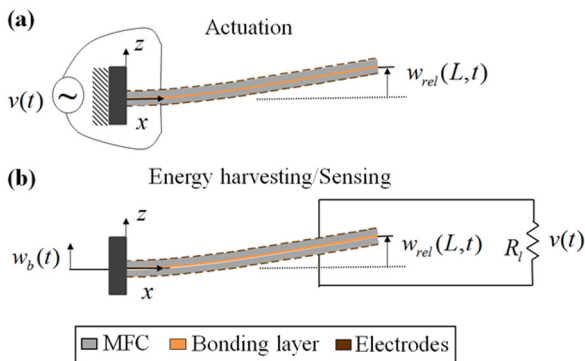 (a)
Actuation
z
v(t)
~
x
w_rel(L,t)
(b)
Energy harvesting/Sensing
z
w_b(t)
x
w_rel(L,t)
R_l
v(t)
MFC
Bonding layer
Electrodes